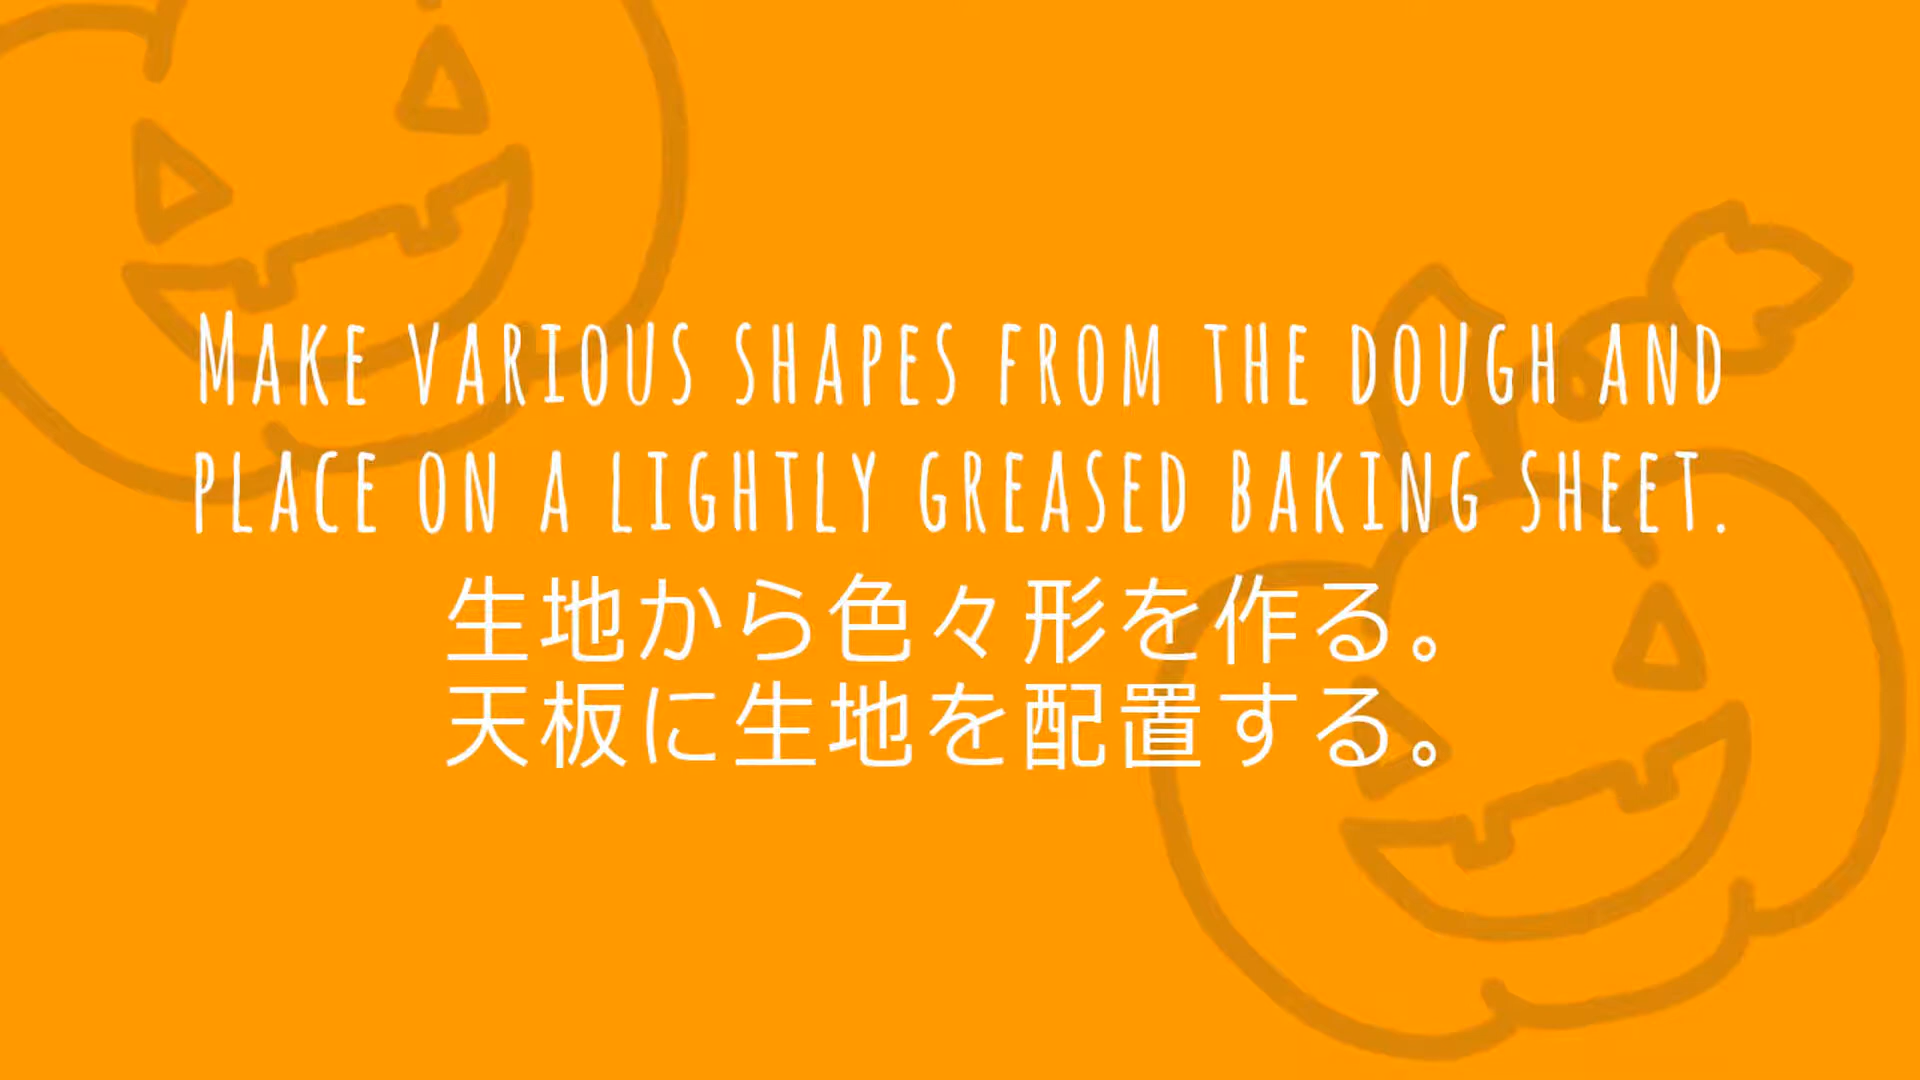 Make various shapes from the dough and
place on a lightly greased baking sheet.
生地から色々形を作る。
天板に生地を配置する。